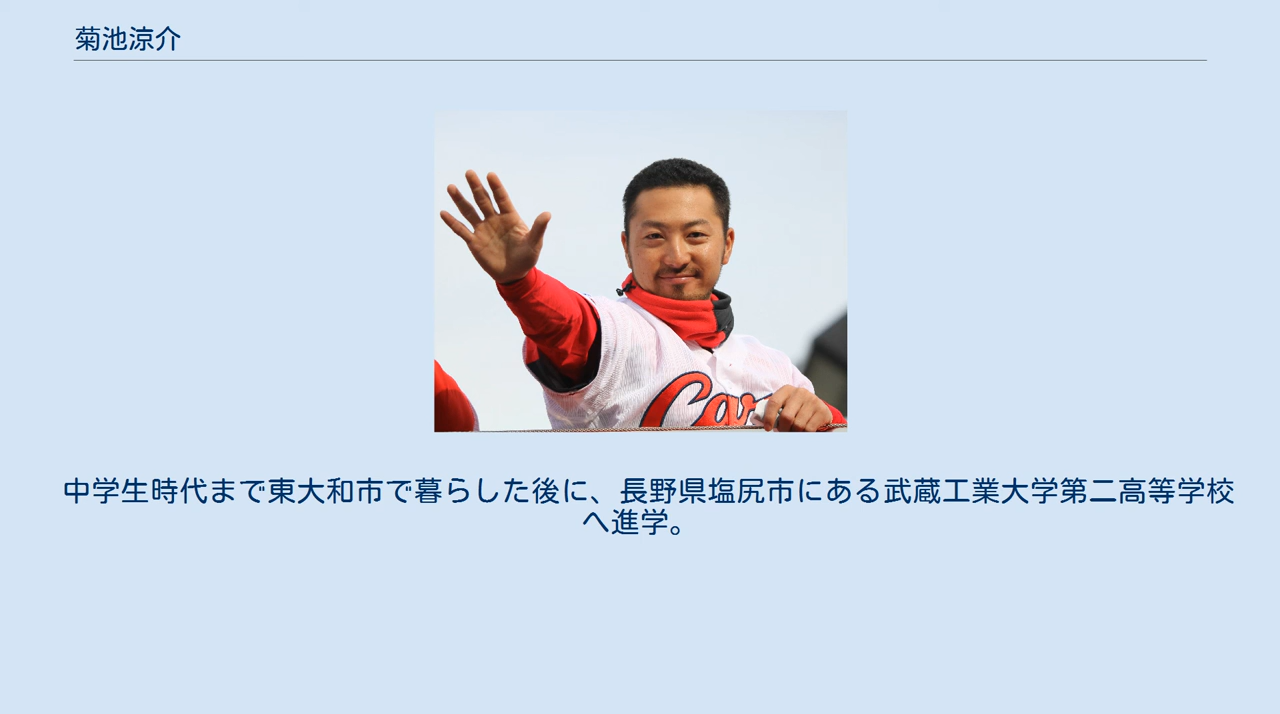 菊池涼介
Car
中学生時代まで東大和市で暮らした後に、長野県塩尻市にある武蔵工業大学第二高等学校
へ進学。